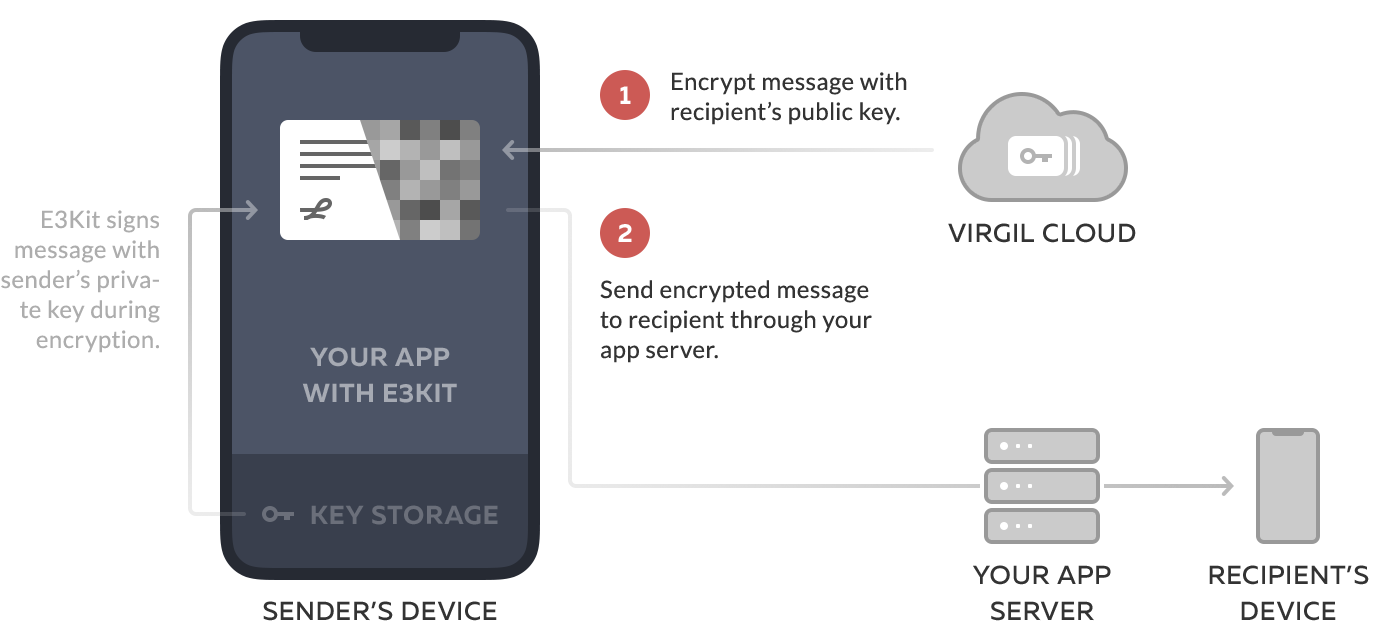 1
Encrypt message with
recipient’s public key.
VIRGIL CLOUD
E3Kit signs
message with
sender’s priva-
te key during
encryption.
2
Send encrypted message
to recipient through your
app server.
YOUR APP
WITH E3KIT
KEY STORAGE
SENDER’S DEVICE
YOUR APP
SERVER
RECIPIENT’S
DEVICE